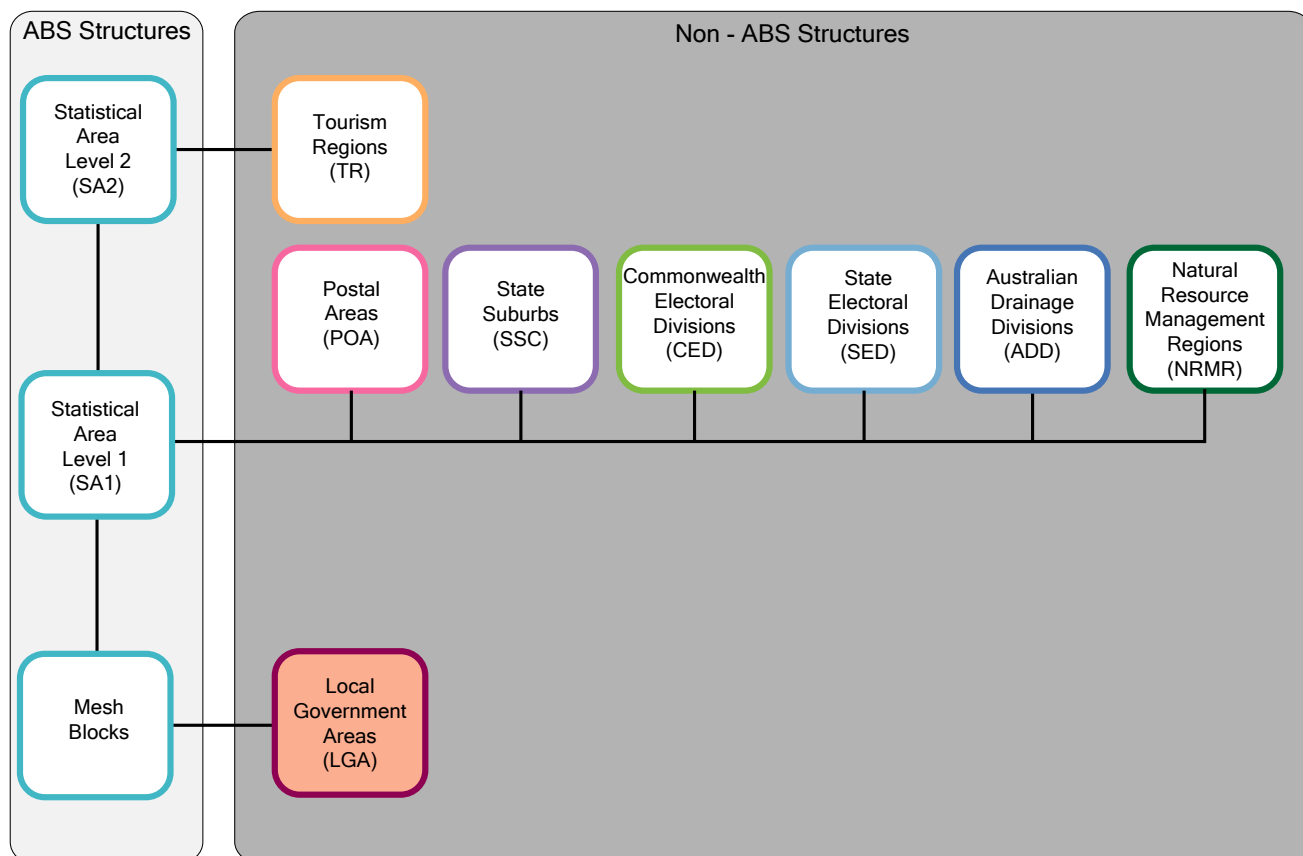 ABS Structures
Non - ABS Structures
Statistical
Area
Level 2
(SA2)
Tourism
Regions
(TR)
Postal
Areas
(POA)
State
Suburbs
(SSC)
Commonwealth
Electoral
Divisions
(CED)
State
Electoral
Divisions
(SED)
Australian
Drainage
Divisions
(ADD)
Natural
Resource
Management
Regions
(NRMR)
Statistical
Area
Level 1
(SA1)
Mesh
Blocks
Local
Government
Areas
(LGA)